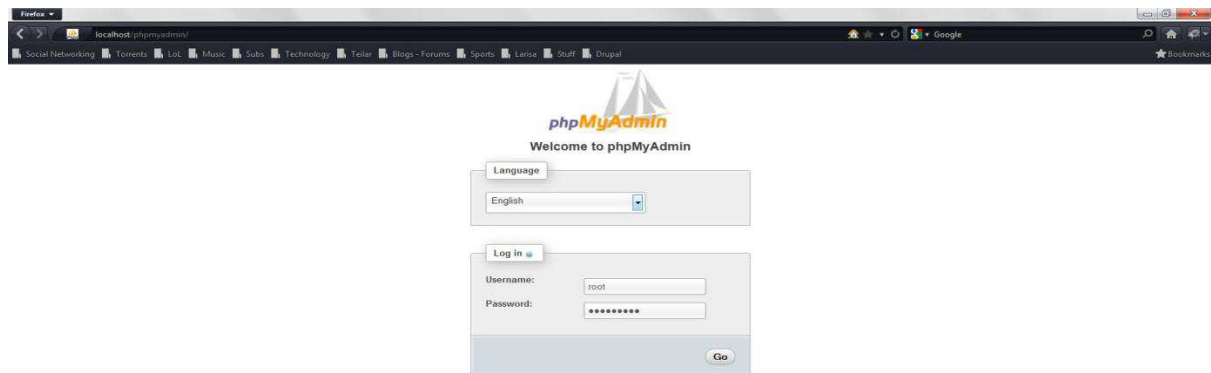 Firefox
localhost/phpmyadmin/
Google
Social Networking Torrents LoL Music Subs Technology Teilar Blogs - Forums Sports Larisa Stuff Drupal Bookmarks
phpMyAdmin
Welcome to phpMyAdmin
Language
English
Log in
Username:
root
Password:
•••••••••
Go